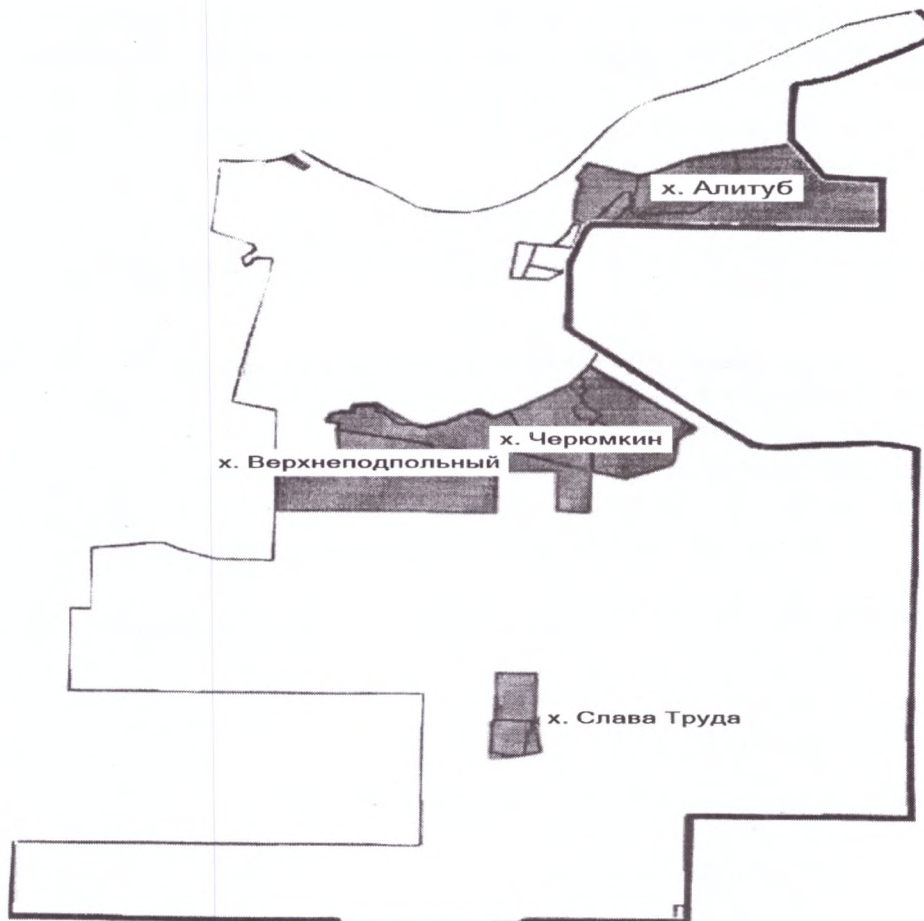 х. Алитуб
х. Черюмкин
х. Верхнеподпольный
х. Слава Труда